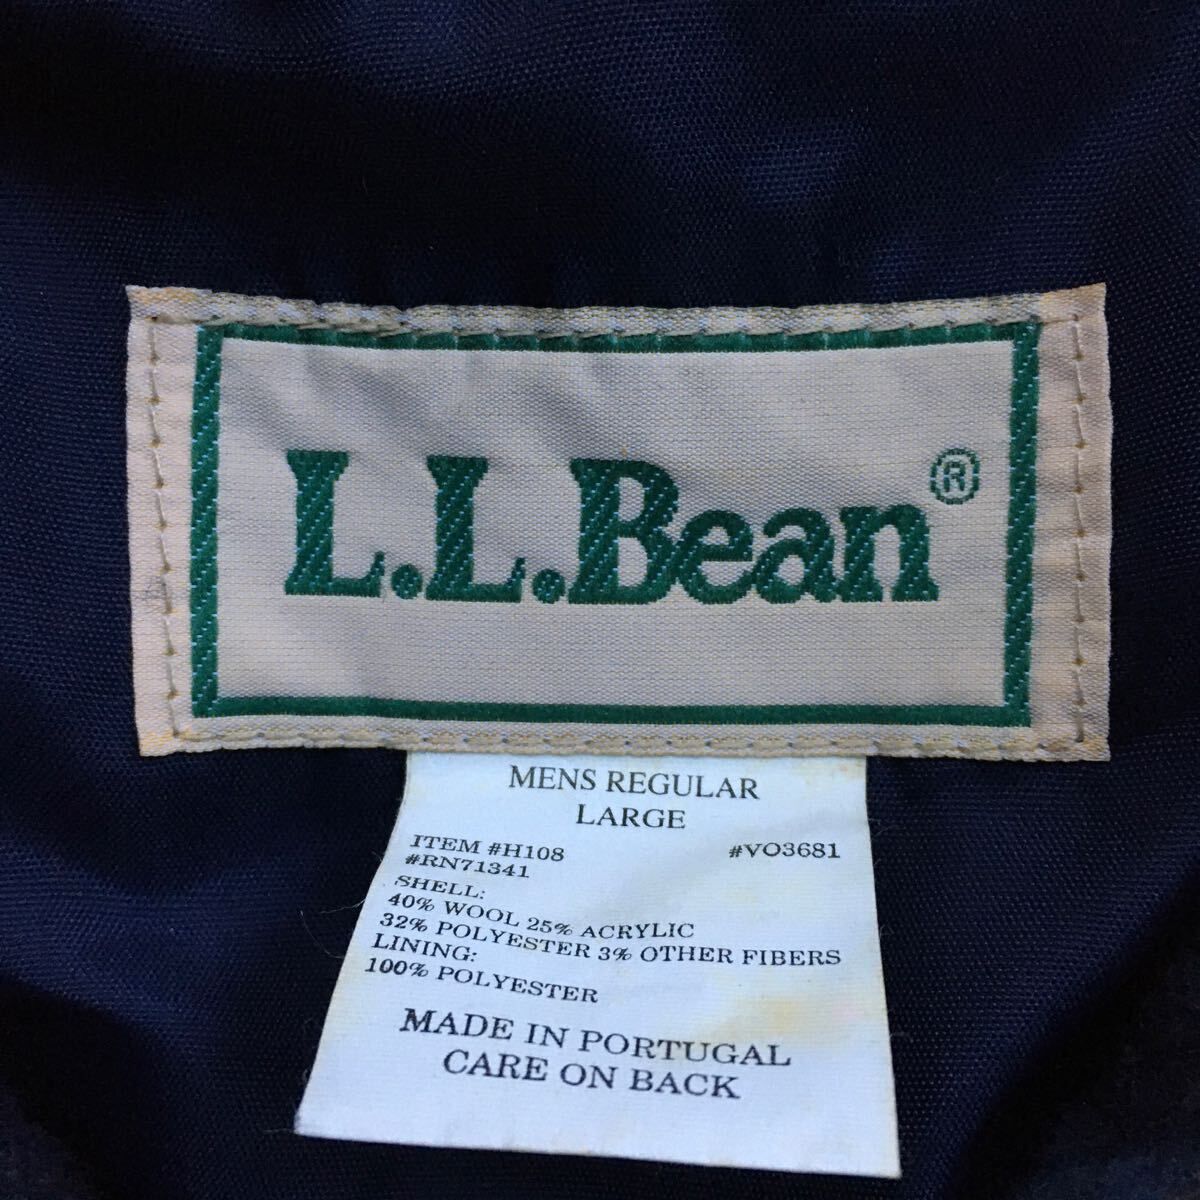 L.L.Bean®
MENS REGULAR
LARGE
ITEM #H108 #VO3681
#RN71341
SHELL:
40% WOOL 25% ACRYLIC
32% POLYESTER 3% OTHER FIBERS
LINING:
100% POLYESTER
MADE IN PORTUGAL
CARE ON BACK